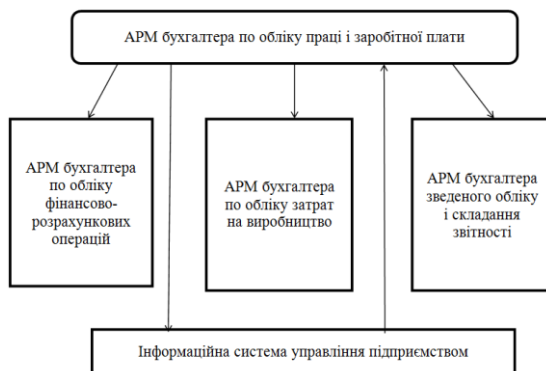 АРМ бухгалтера по обліку праці і заробітної плати
АРМ бухгалтера
по обліку
фінансово-
розрахункових
операцій
АРМ бухгалтера
по обліку затрат
на виробництво
АРМ бухгалтера
зведеного обліку
і складання
звітності
Інформаційна система управління підприємством